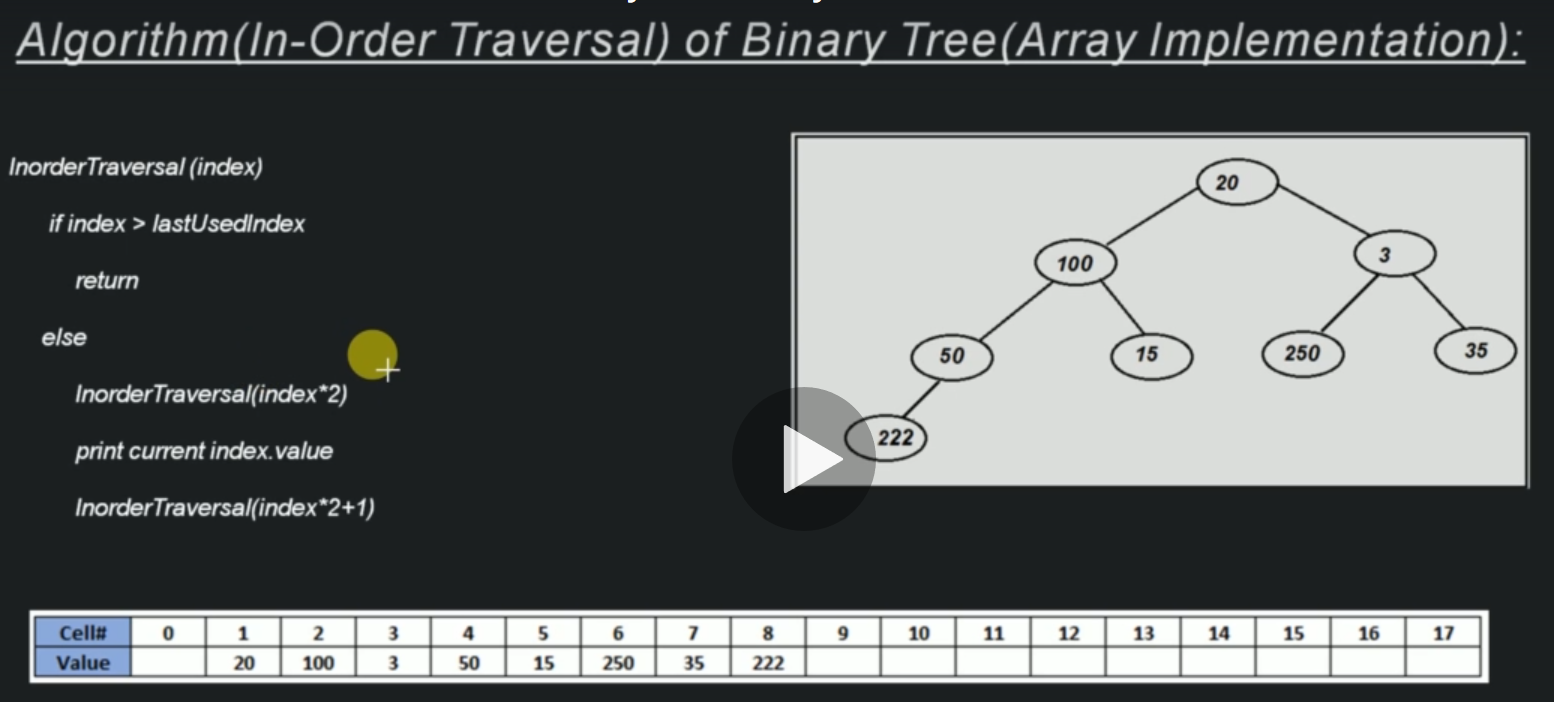 Algorithm(In-Order Traversal) of Binary Tree(Array Implementation):
InorderTraversal (index)
if index > lastUsedIndex
return
else
InorderTraversal(index*2)
print current index.value
InorderTraversal(index*2+1)
20
100
3
50
15
250
35
222
Cell# 0 1 2 3 4 5 6 7 8 9 10 11 12 13 14 15 16 17
Value 20 100 3 50 15 250 35 222